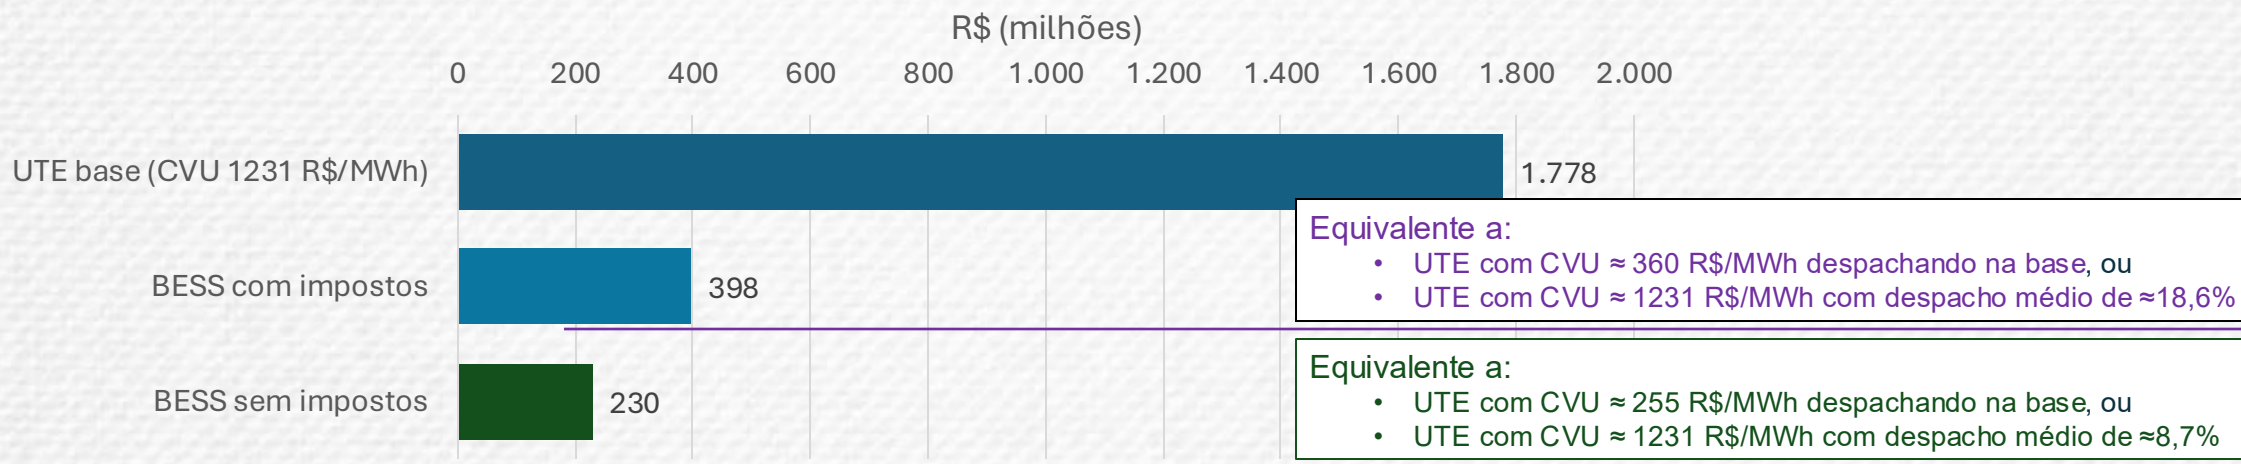 R$ (milhões)
0 200 400 600 800 1.000 1.200 1.400 1.600 1.800 2.000
UTE base (CVU 1231 R$/MWh) 1.778
Equivalente a:
• UTE com CVU ≈ 360 R$/MWh despachando na base, ou
• UTE com CVU ≈ 1231 R$/MWh com despacho médio de ≈18,6%
BESS com impostos 398
Equivalente a:
• UTE com CVU ≈ 255 R$/MWh despachando na base, ou
• UTE com CVU ≈ 1231 R$/MWh com despacho médio de ≈8,7%
BESS sem impostos 230